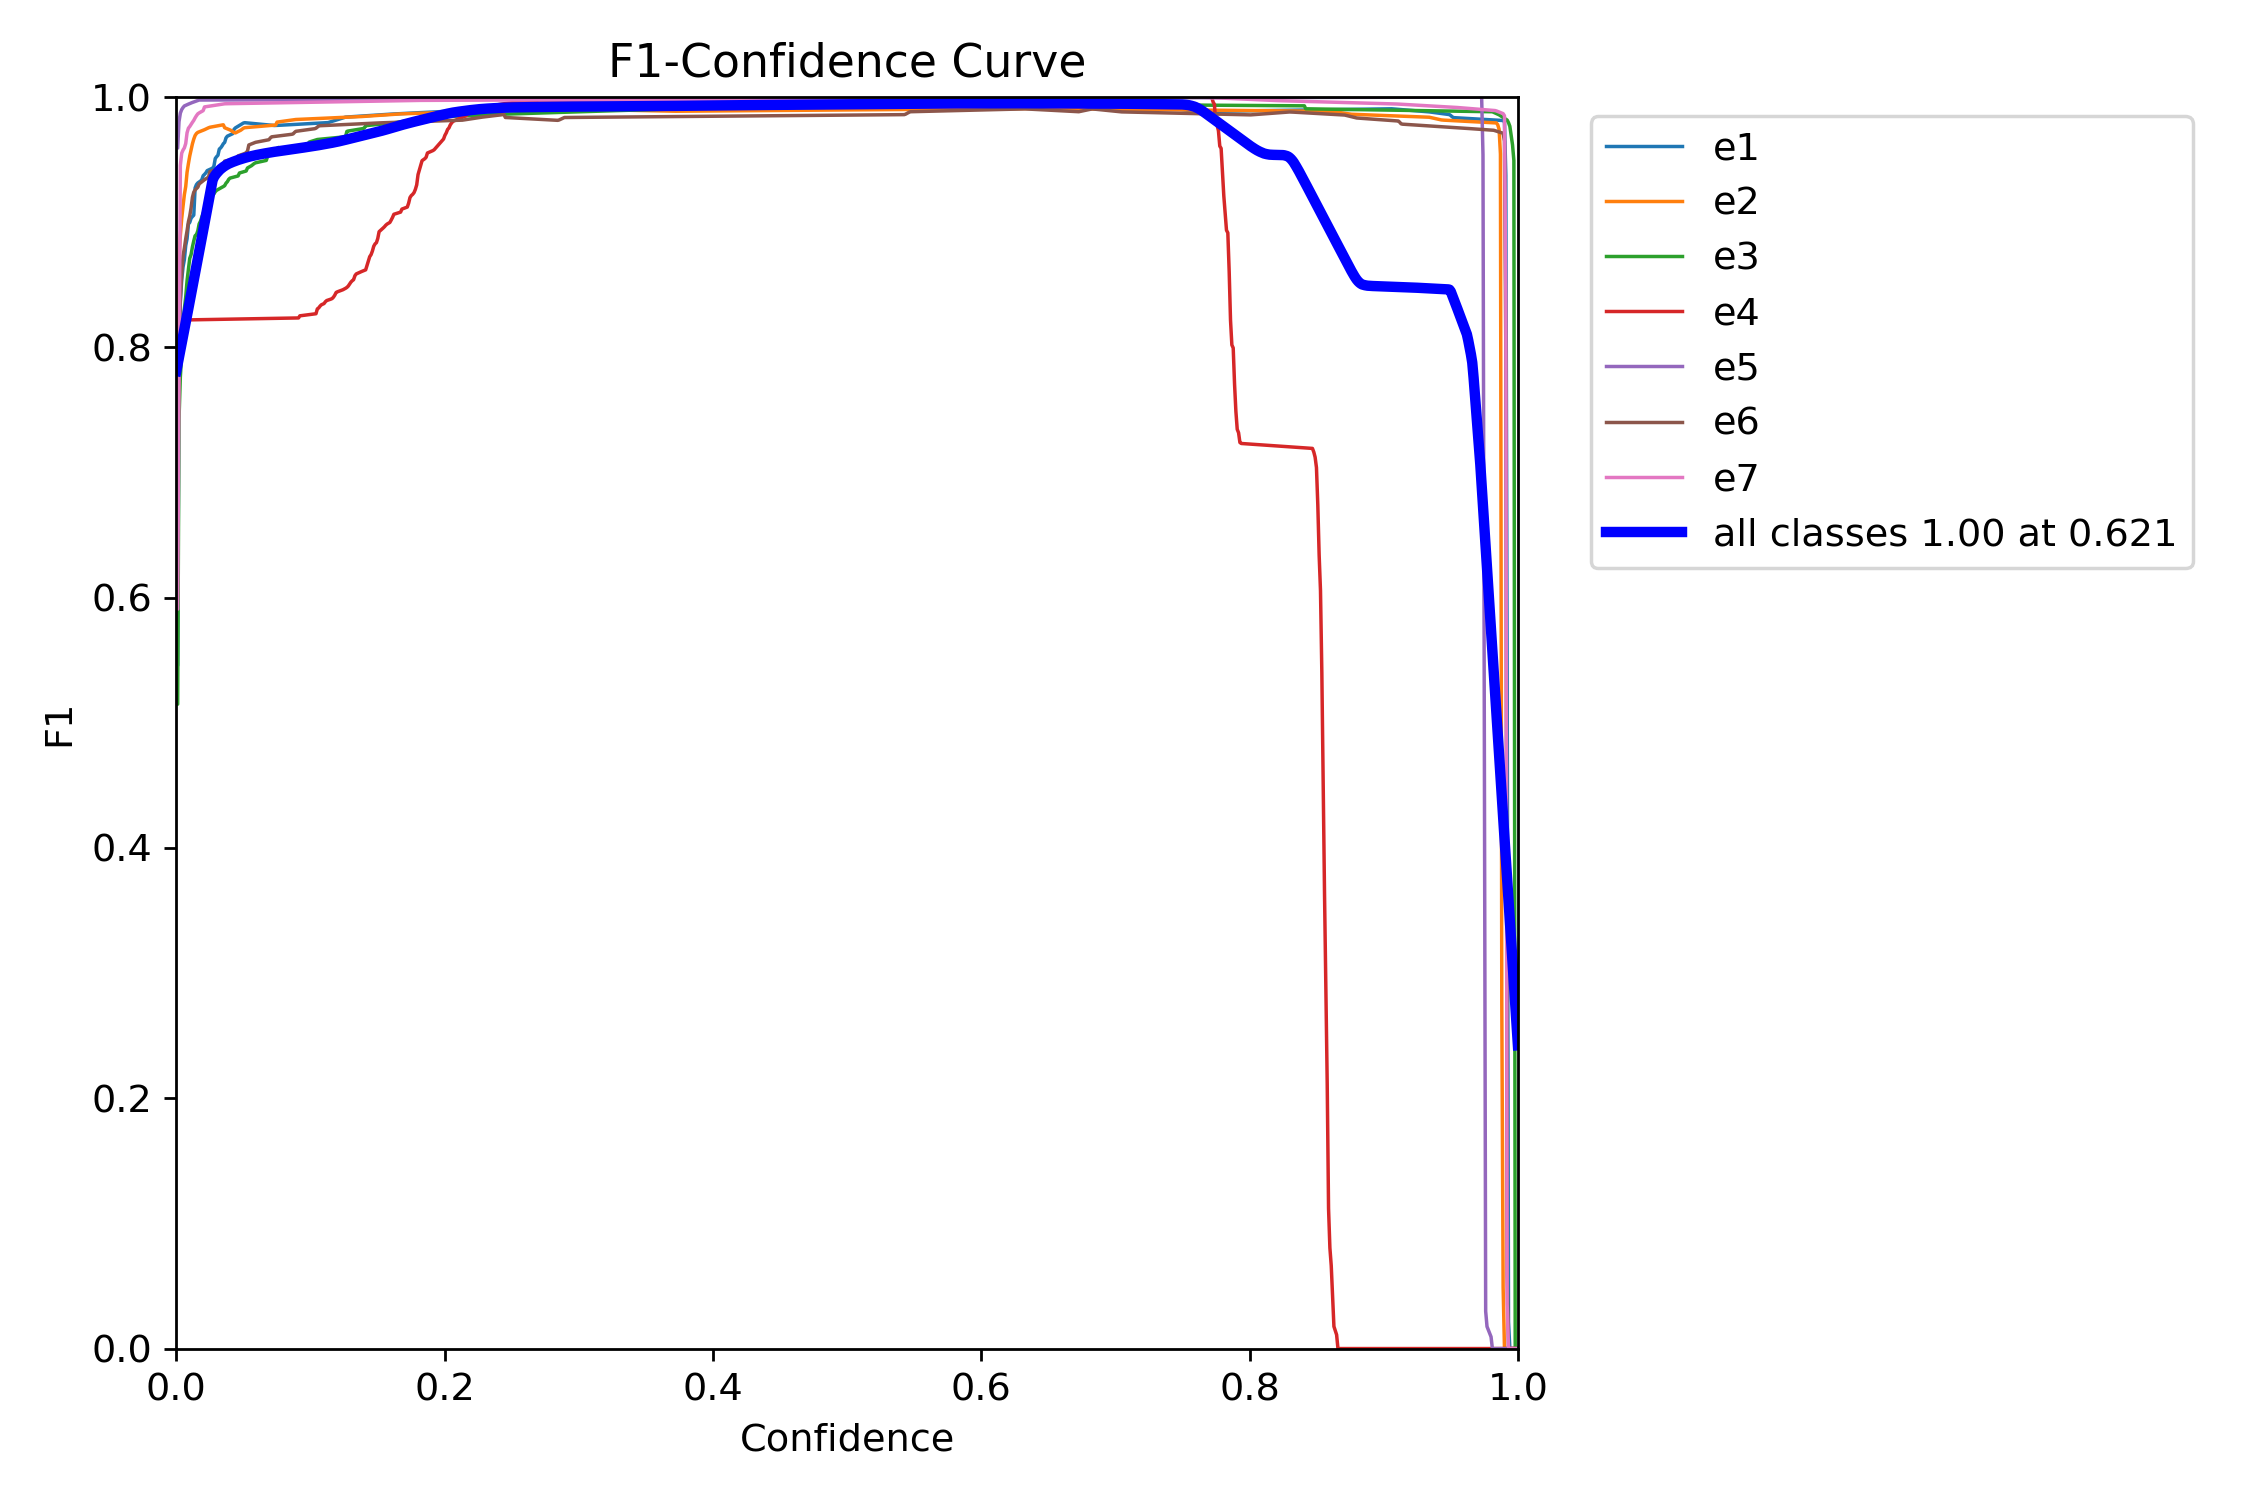 F1-Confidence Curve
1.0
0.8
0.6
0.4
0.2
0.0
F1
0.0 0.2 0.4 0.6 0.8 1.0
Confidence
e1
e2
e3
e4
e5
e6
e7
all classes 1.00 at 0.621